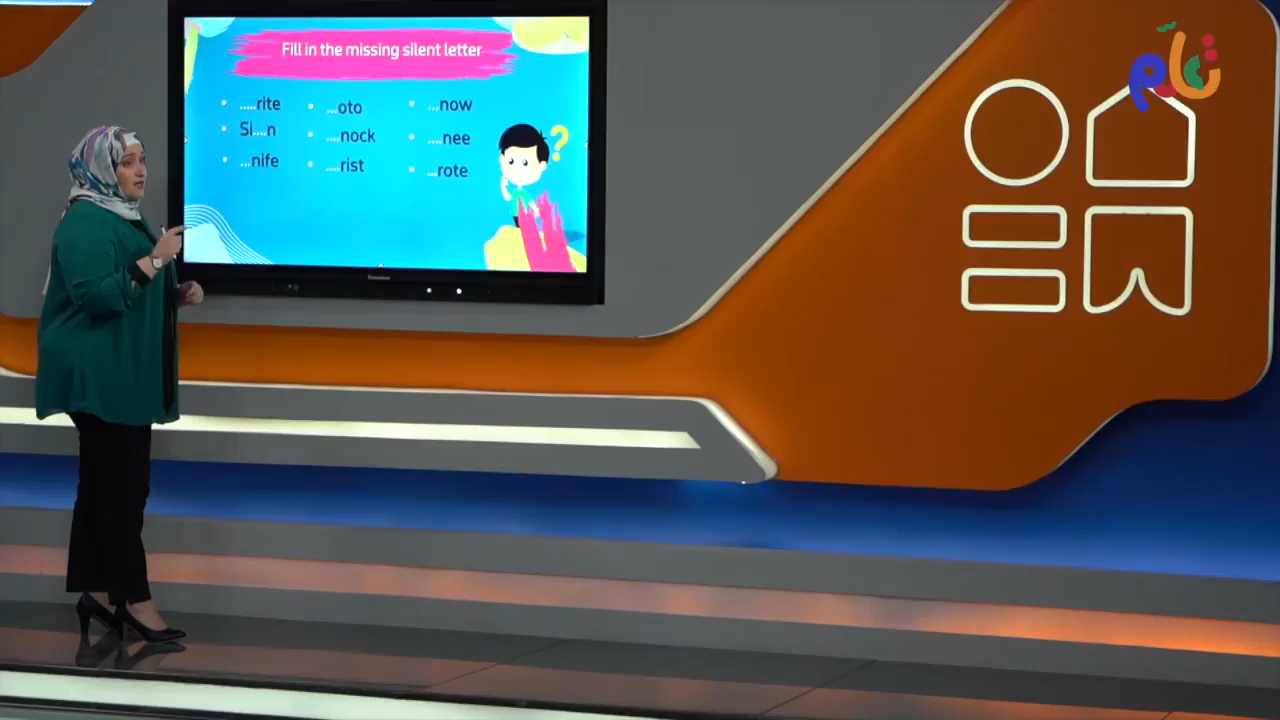 Fill in the missing silent letter
.....rite
Si....n
...nife
...oto
....nock
....rist
...now
....nee
...rote
?